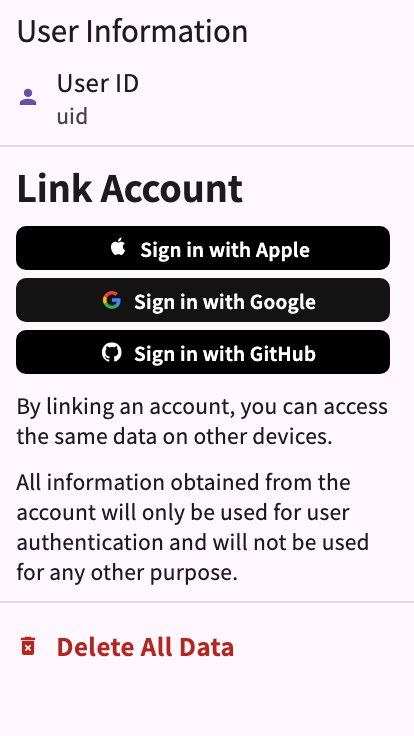 User Information
User ID
uid
Link Account
Sign in with Apple
Sign in with Google
Sign in with GitHub
By linking an account, you can access
the same data on other devices.
All information obtained from the
account will only be used for user
authentication and will not be used
for any other purpose.
Delete All Data